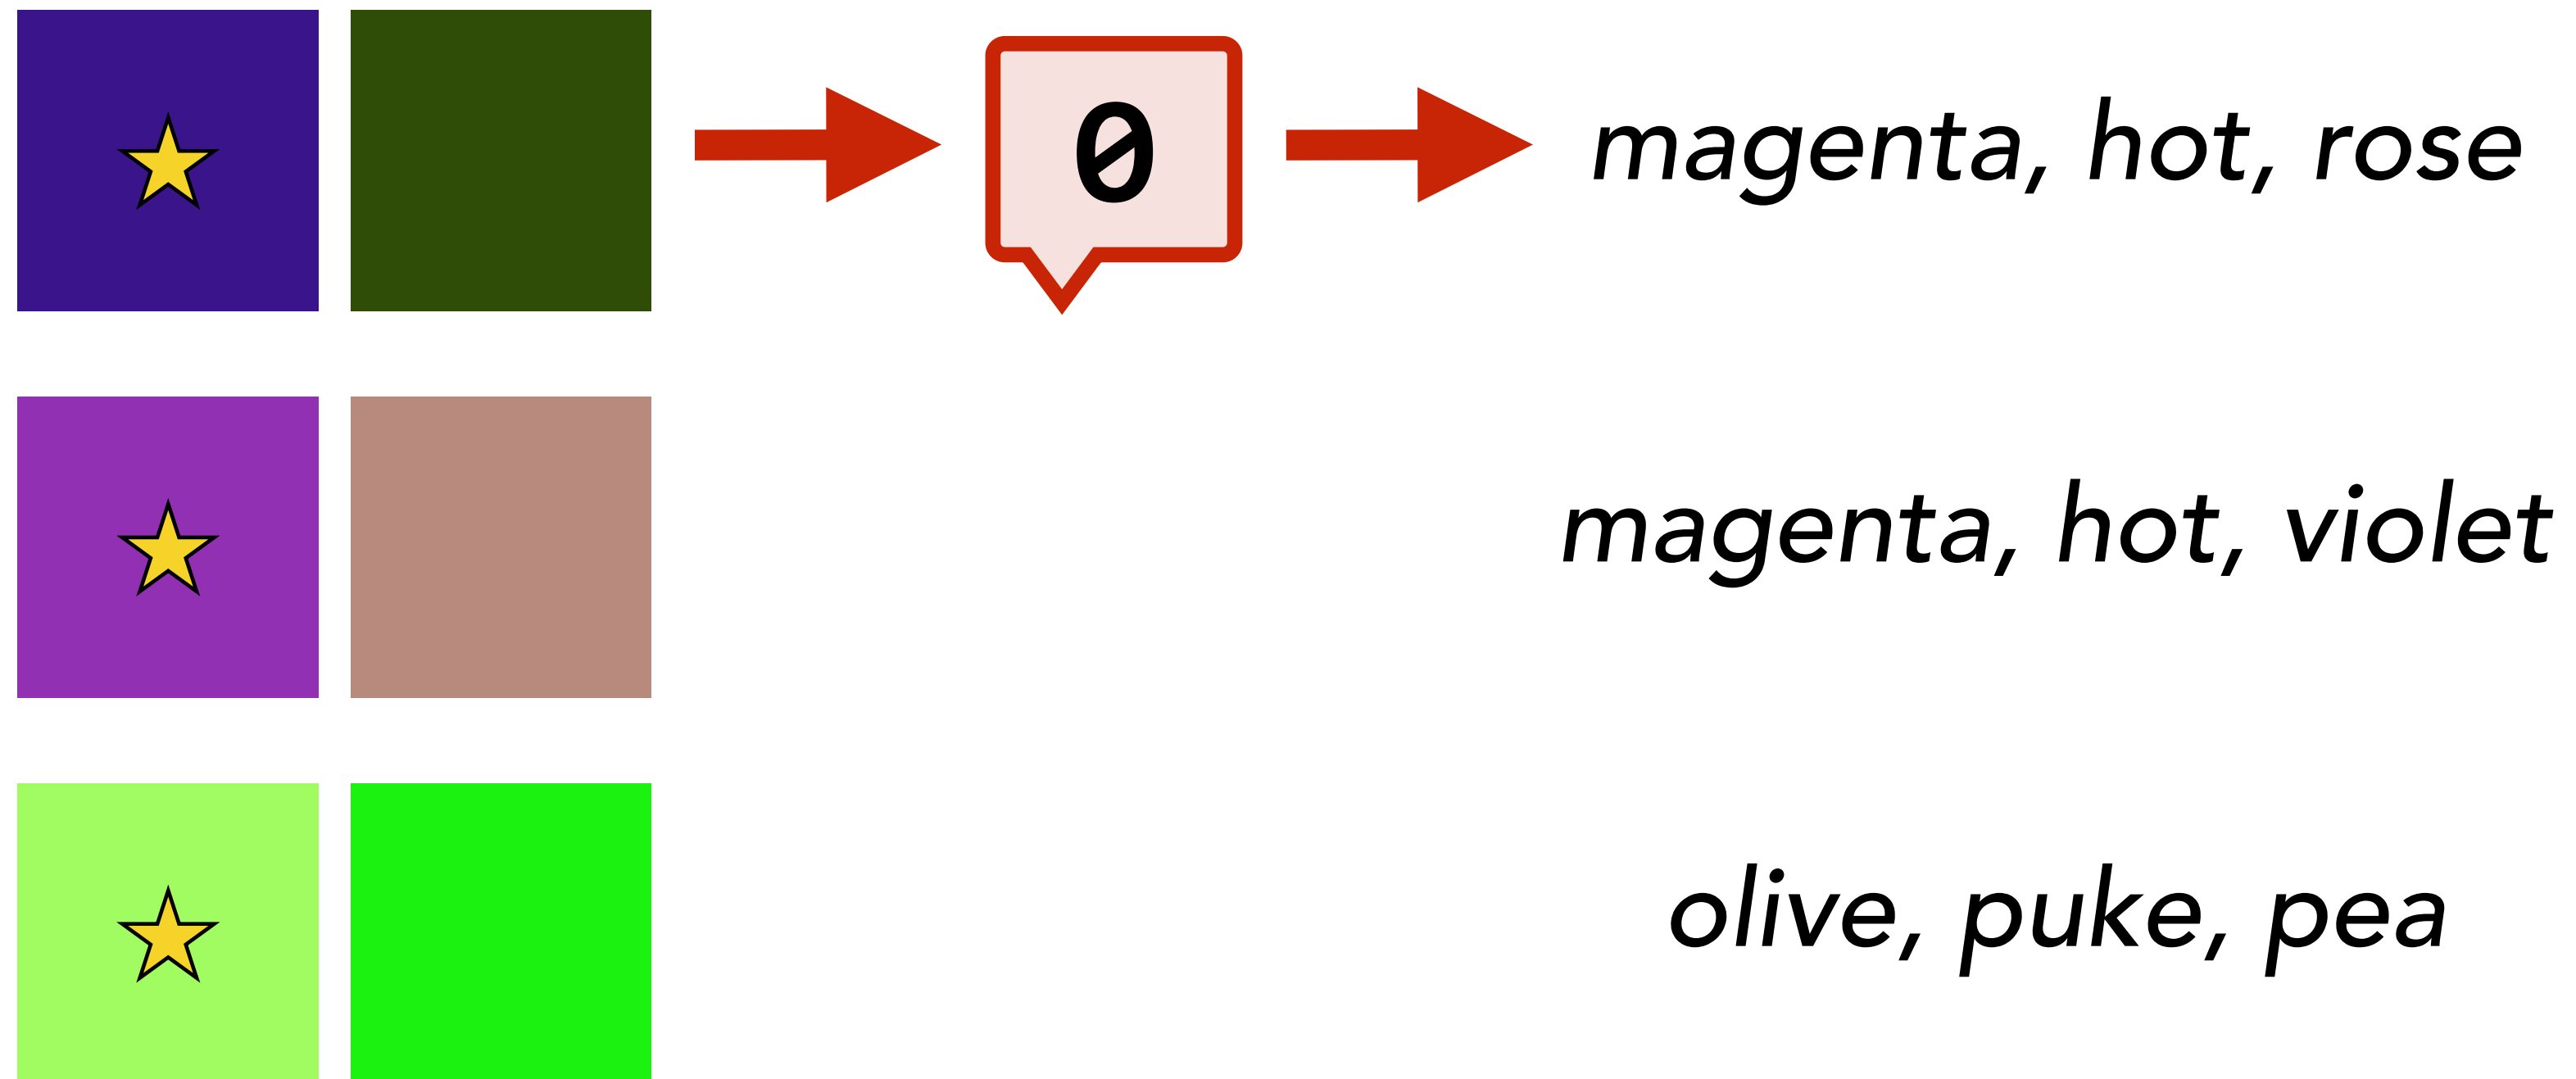 0
magenta, hot, rose
magenta, hot, violet
olive, puke, pea